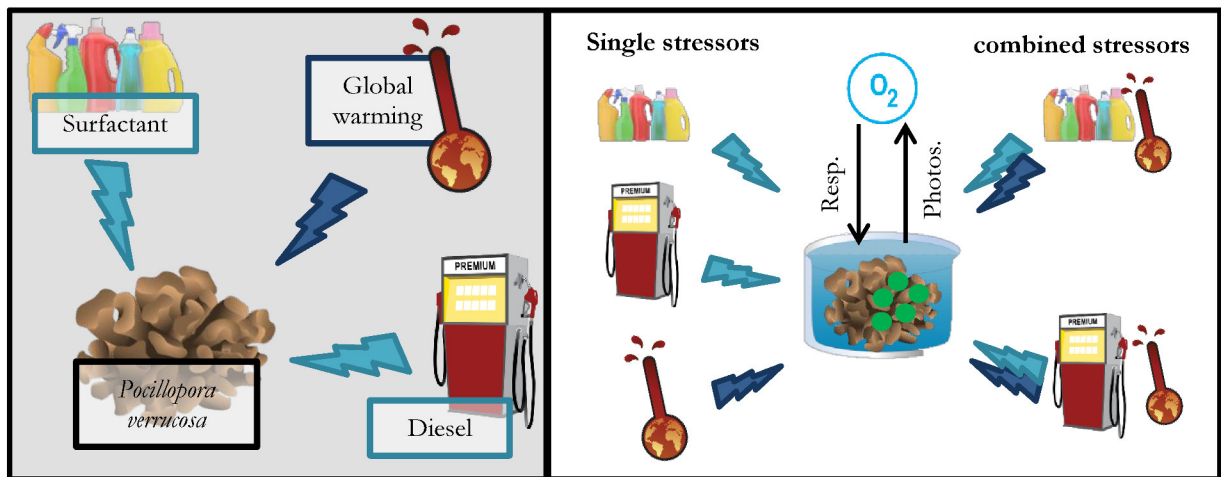 Surfactant
Global
warming
PREMIUM
Pocillopora
verrucosa
Diesel
Single stressors
combined stressors
O2
PREMIUM
Resp.
Photos.
PREMIUM